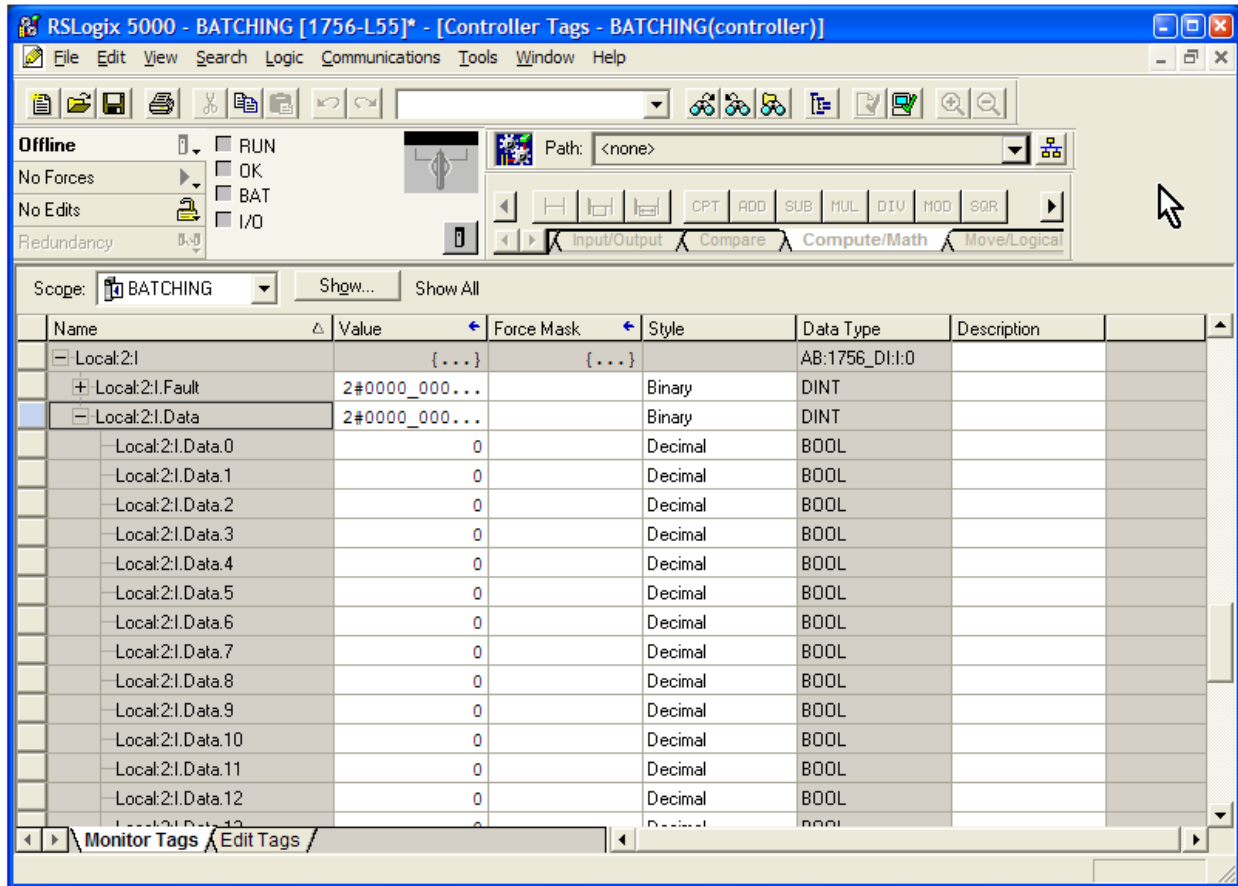 RSLogix 5000 - BATCHING [1756-L55]* - [Controller Tags - BATCHING(controller)]
File Edit View Search Logic Communications Tools Window Help
Offline RUN Path: <none>
No Forces OK
No Edits BAT CPT ADD SUB MUL DIV MOD SQR
I/O
Redundancy Input/Output Compare Compute/Math Move/Logical
Scope: BATCHING Show... Show All
Name Value Force Mask Style Data Type Description
Local:2:I {...} {...} AB:1756_DI:I:0
Local:2:I.Fault 2#0000_000... Binary DINT
Local:2:I.Data 2#0000_000... Binary DINT
Local:2:I.Data.0 0 Decimal BOOL
Local:2:I.Data.1 0 Decimal BOOL
Local:2:I.Data.2 0 Decimal BOOL
Local:2:I.Data.3 0 Decimal BOOL
Local:2:I.Data.4 0 Decimal BOOL
Local:2:I.Data.5 0 Decimal BOOL
Local:2:I.Data.6 0 Decimal BOOL
Local:2:I.Data.7 0 Decimal BOOL
Local:2:I.Data.8 0 Decimal BOOL
Local:2:I.Data.9 0 Decimal BOOL
Local:2:I.Data.10 0 Decimal BOOL
Local:2:I.Data.11 0 Decimal BOOL
Local:2:I.Data.12 0 Decimal BOOL
Monitor Tags Edit Tags